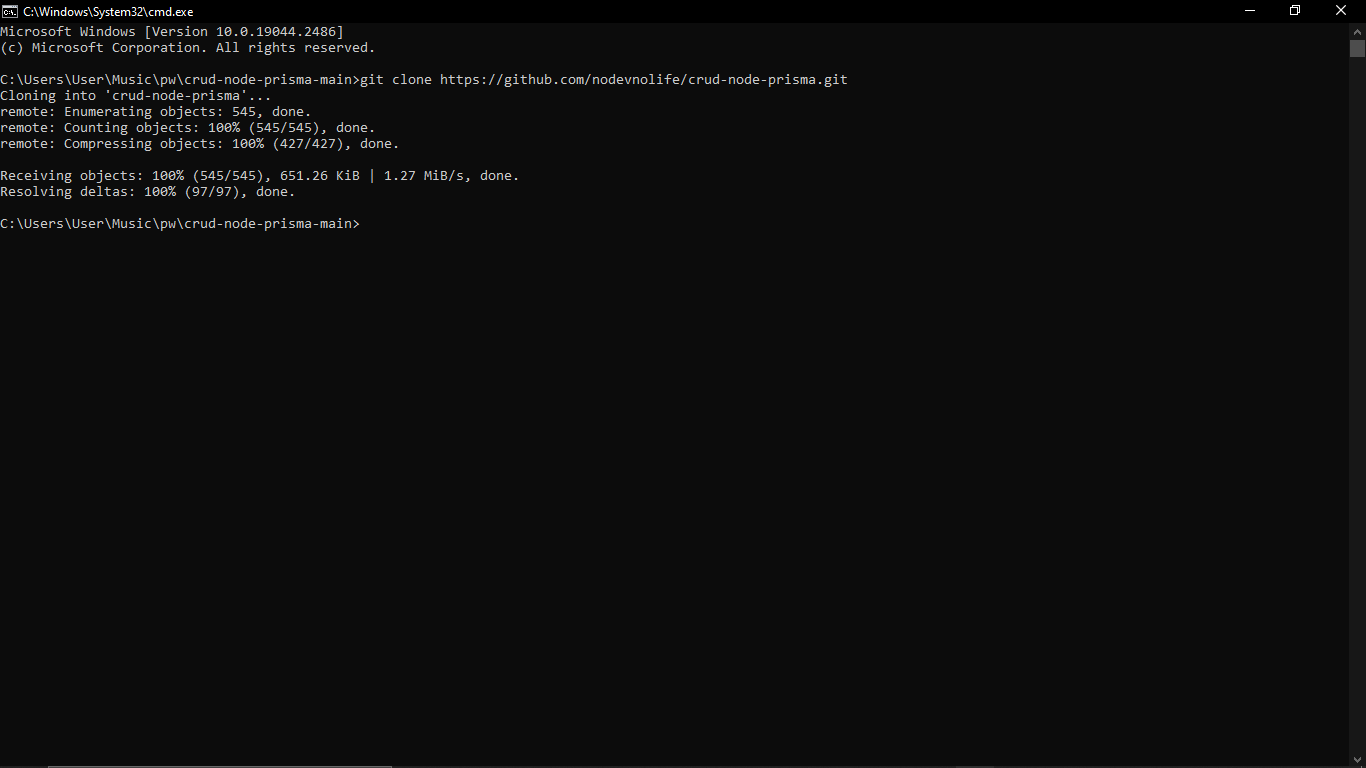 C:\Windows\System32\cmd.exe
Microsoft Windows [Version 10.0.19044.2486]
(c) Microsoft Corporation. All rights reserved.
C:\Users\User\Music\pw\crud-node-prisma-main>git clone https://github.com/nodevnolife/crud-node-prisma.git
Cloning into 'crud-node-prisma'...
remote: Enumerating objects: 545, done.
remote: Counting objects: 100% (545/545), done.
remote: Compressing objects: 100% (427/427), done.
Receiving objects: 100% (545/545), 651.26 KiB | 1.27 MiB/s, done.
Resolving deltas: 100% (97/97), done.
C:\Users\User\Music\pw\crud-node-prisma-main>